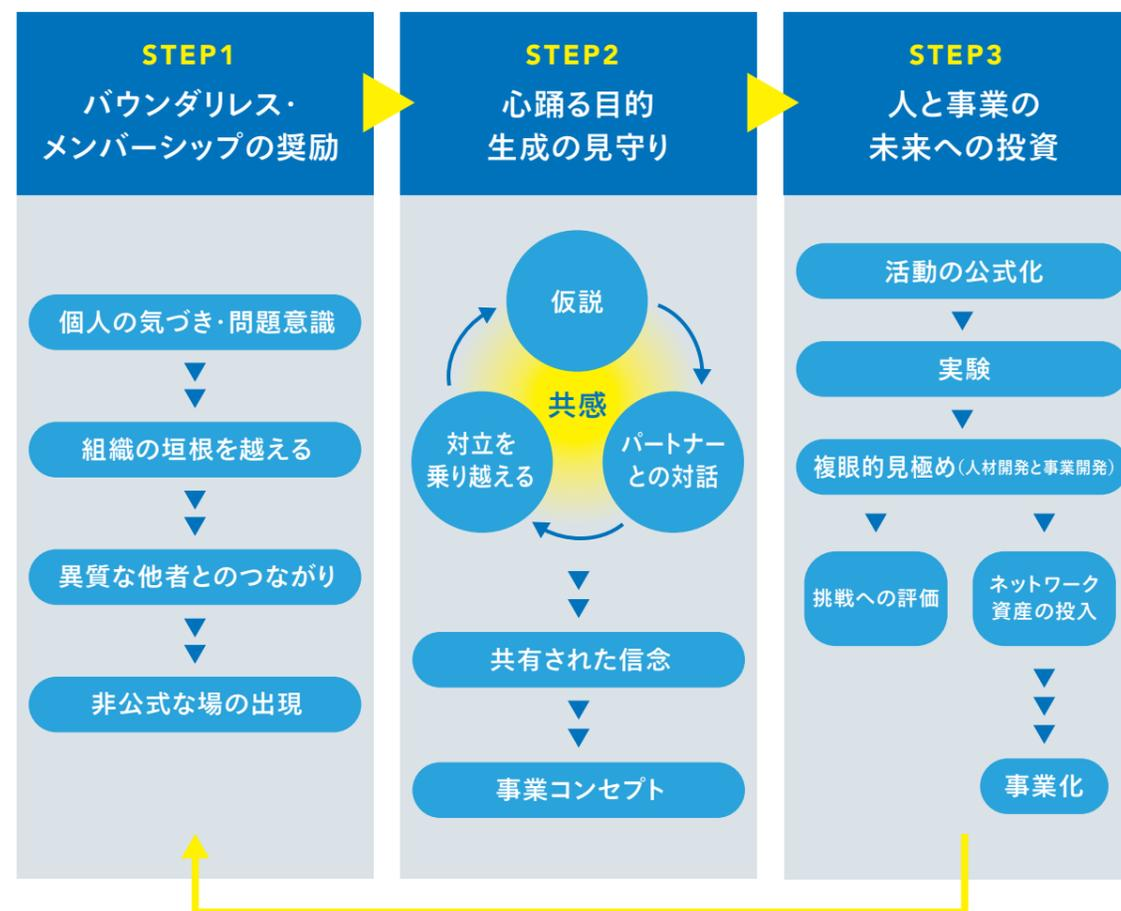 STEP1
バウンダリレス・
メンバーシップの奨励
個人の気づき・問題意識
組織の垣根を越える
異質な他者とのつながり
非公式な場の出現
STEP2
心踊る目的
生成の見守り
仮説
共感
対立を
乗り越える
パートナー
との対話
共有された信念
事業コンセプト
STEP3
人と事業の
未来への投資
活動の公式化
実験
複眼的見極め(人材開発と事業開発)
挑戦への評価
ネットワーク
資産の投入
事業化